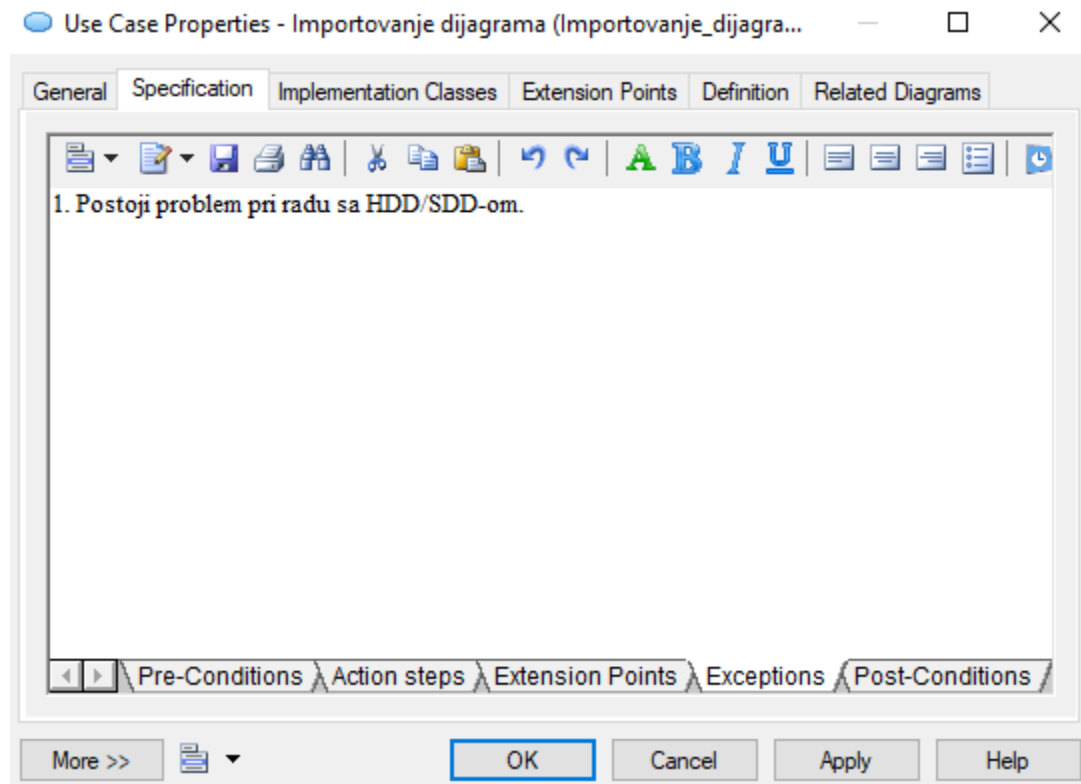 Use Case Properties - Importovanje dijagrama (Importovanje_dijagra...
General Specification Implementation Classes Extension Points Definition Related Diagrams
A B I U
1. Postoji problem pri radu sa HDD/SDD-om.
Pre-Conditions Action steps Extension Points Exceptions Post-Conditions
More >> OK Cancel Apply Help